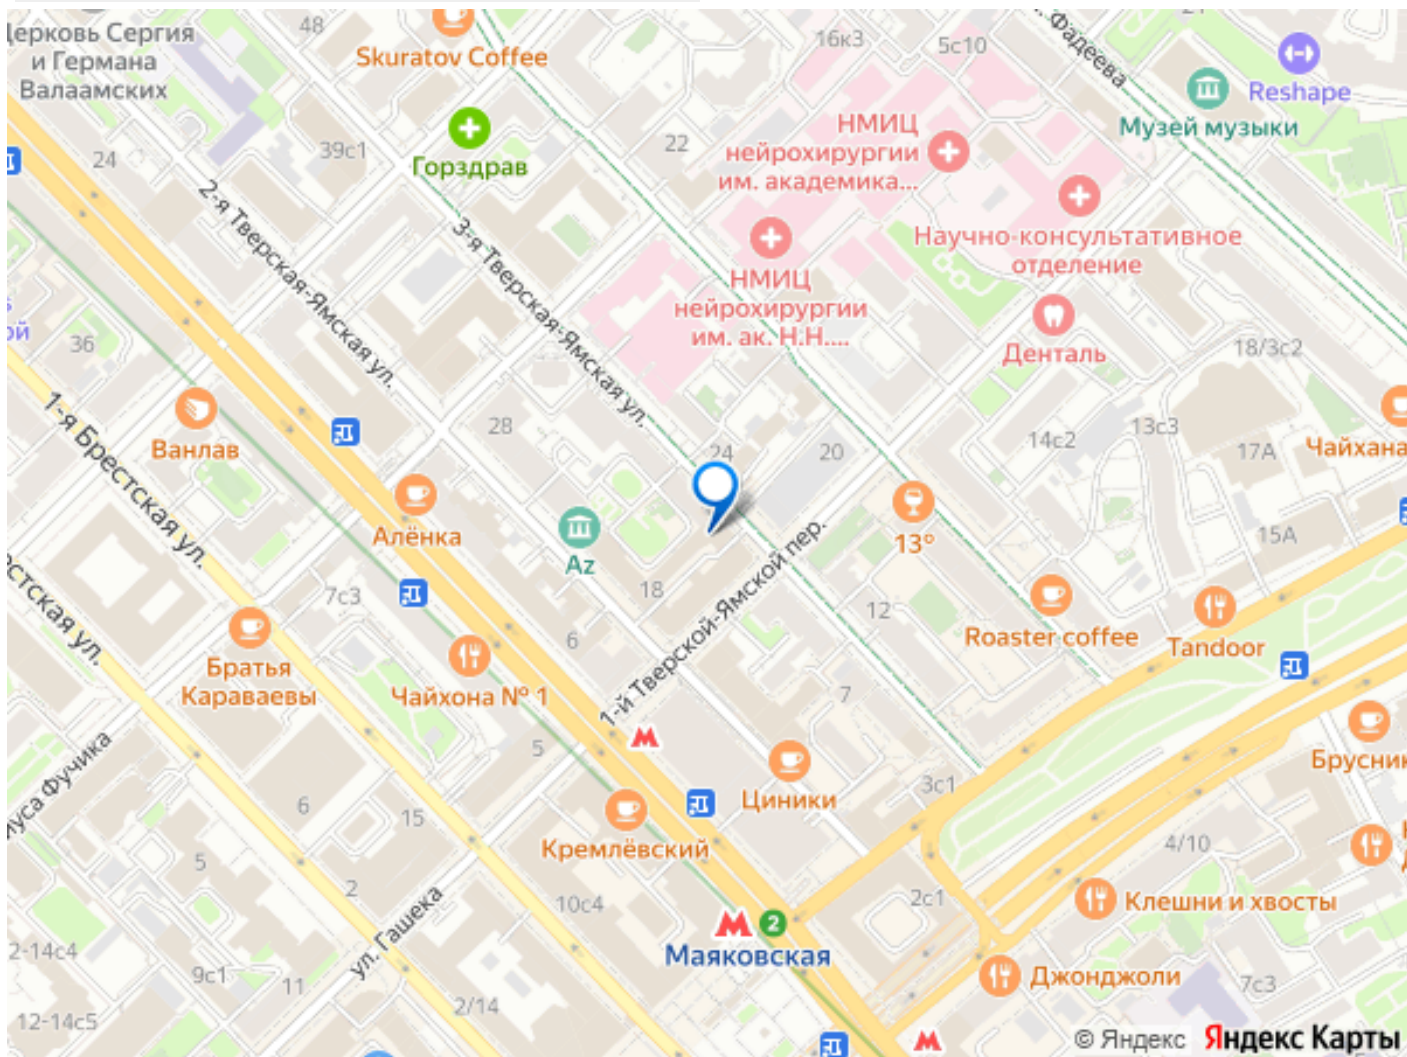 Церковь Сергия
и Германа
Валаамских
48
Skuratov Coffee
16к3
5с10
Фадеева
Reshape
Музей музыки
24
39с1
Горздрав
22
НМИЦ
нейрохирургии
им. академика...
Научно-консультативное
отделение
2-я Тверская-Ямская ул.
3-я Тверская-Ямская ул.
НМИЦ
нейрохирургии
им. ак. Н.Н....
Денталь
18/3с2
36
1-я Брестская ул.
Ванлав
28
24
20
14с2
13с3
17А
Чайхана
Алёнка
Az
13°
15А
естская ул.
7с3
18
12
Roaster coffee
Tandoor
6
Братья
Караваевы
Чайхона № 1
1-й Тверской-Ямской пер.
7
5
Брусник
уса Фучика
6
15
Циники
3с1
Кремлёвский
4/10
5
2
10с4
2с1
Клешни и хвосты
2
Маяковская
2-14с4
9с1
11
ул. Гашека
2/14
Джонджоли
7с3
12-14с5
© Яндекс Яндекс Карты